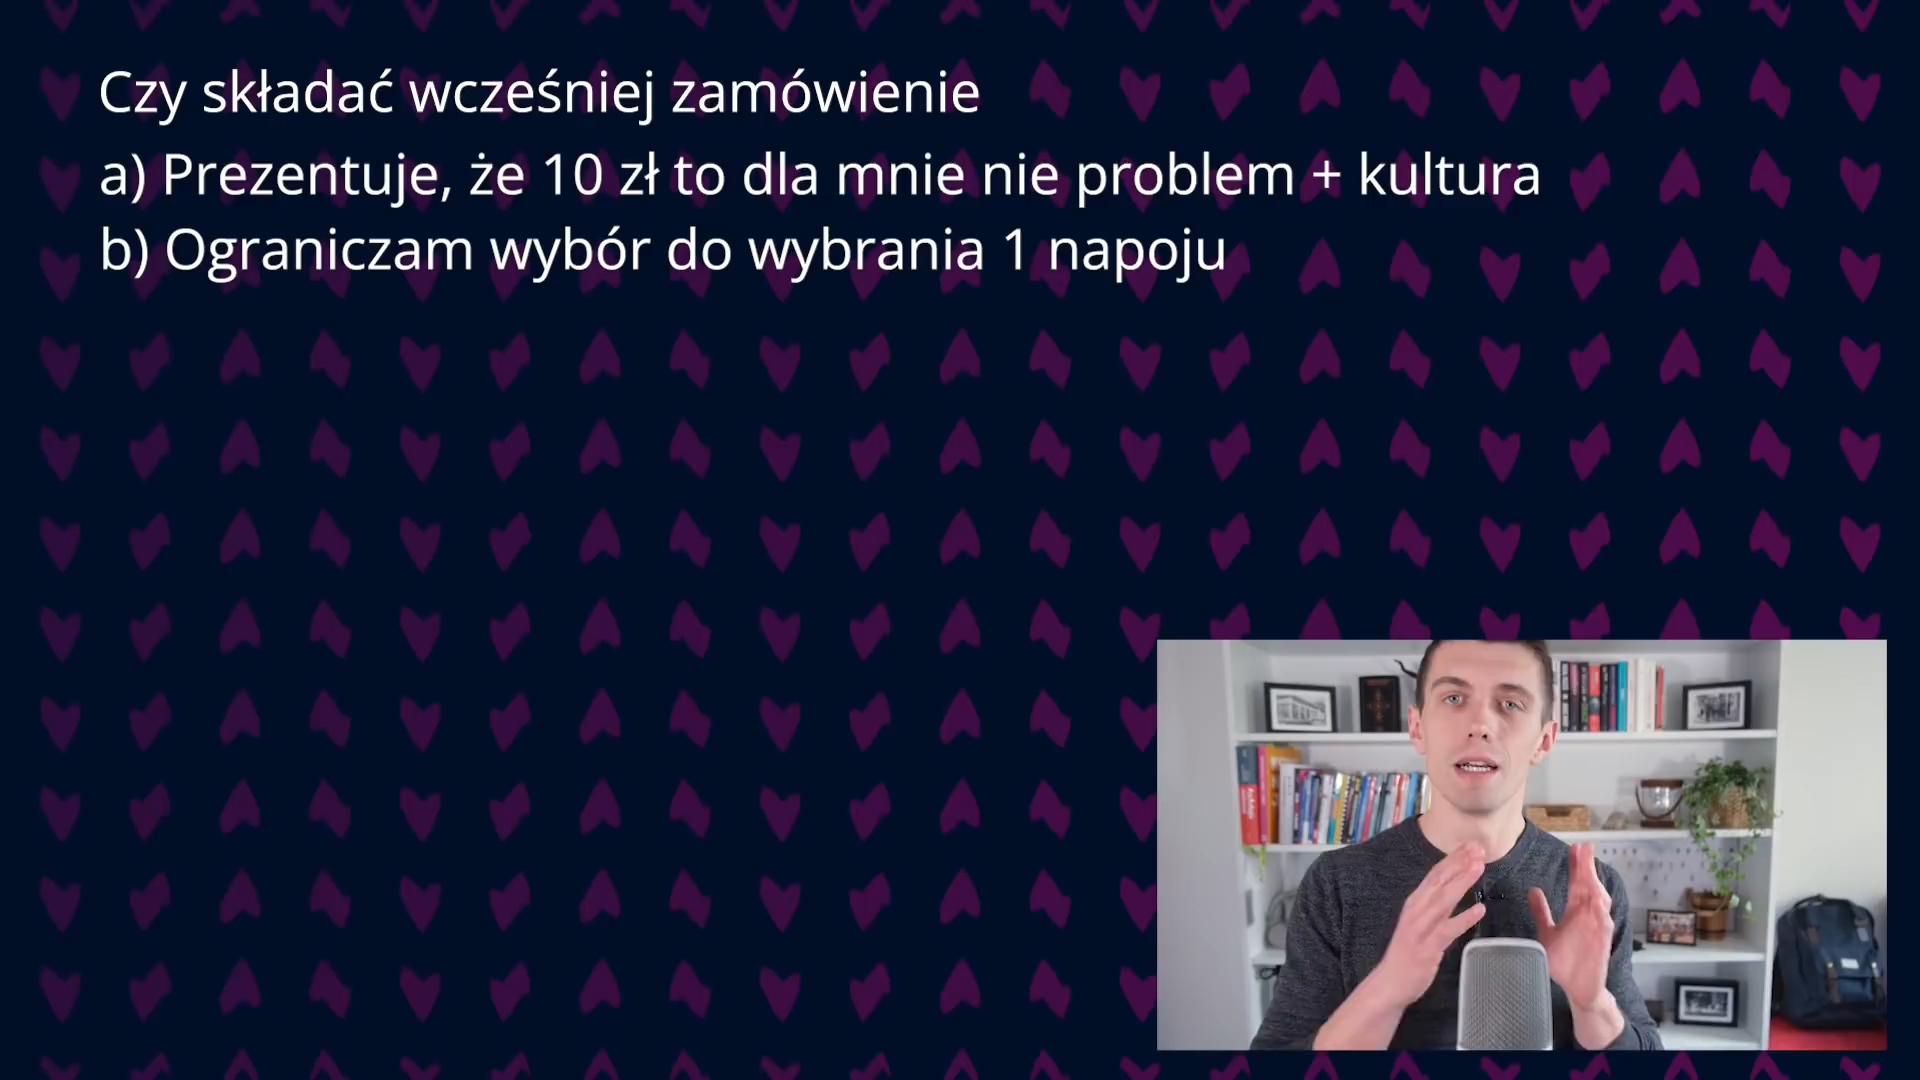 Czy składać wcześniej zamówienie
a) Prezentuje, że 10 zł to dla mnie nie problem + kultura
b) Ograniczam wybór do wybrania 1 napoju